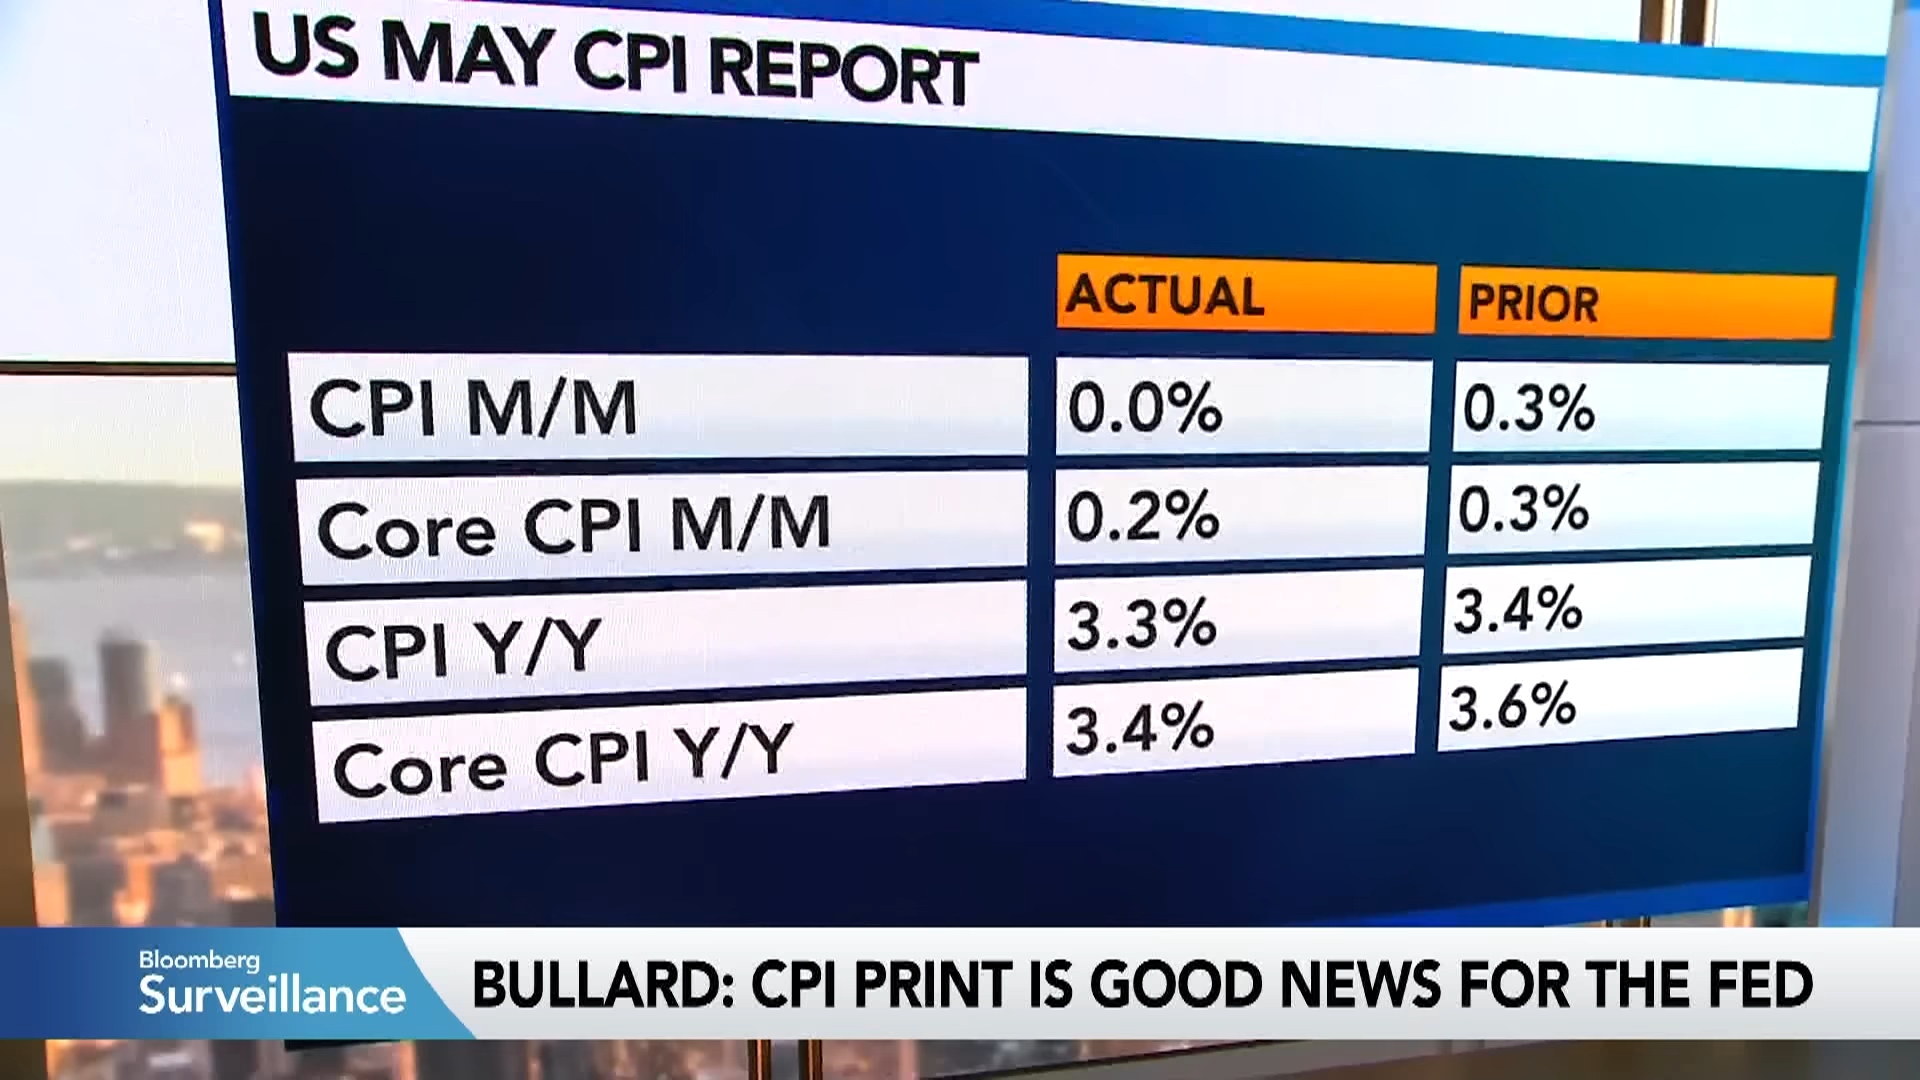 US MAY CPI REPORT
ACTUAL PRIOR
CPI M/M 0.0% 0.3%
Core CPI M/M 0.2% 0.3%
CPI Y/Y 3.3% 3.4%
Core CPI Y/Y 3.4% 3.6%
Bloomberg
Surveillance
BULLARD: CPI PRINT IS GOOD NEWS FOR THE FED